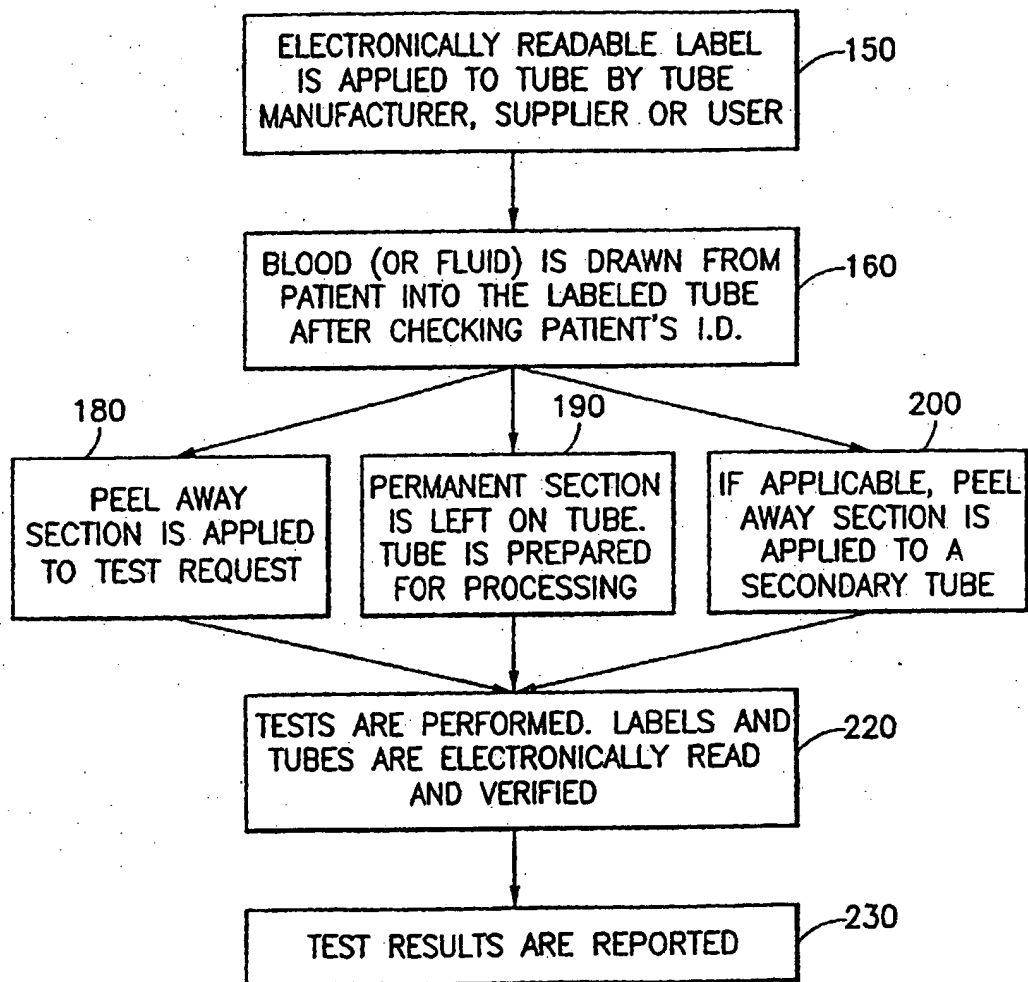 ELECTRONICALLY READABLE LABEL
IS APPLIED TO TUBE BY TUBE
MANUFACTURER, SUPPLIER OR USER
150
BLOOD (OR FLUID) IS DRAWN FROM
PATIENT INTO THE LABELED TUBE
AFTER CHECKING PATIENT'S I.D.
160
180
PEEL AWAY
SECTION IS APPLIED
TO TEST REQUEST
190
PERMANENT SECTION
IS LEFT ON TUBE.
TUBE IS PREPARED
FOR PROCESSING
200
IF APPLICABLE, PEEL
AWAY SECTION IS
APPLIED TO A
SECONDARY TUBE
TESTS ARE PERFORMED. LABELS AND
TUBES ARE ELECTRONICALLY READ
AND VERIFIED
220
TEST RESULTS ARE REPORTED
230